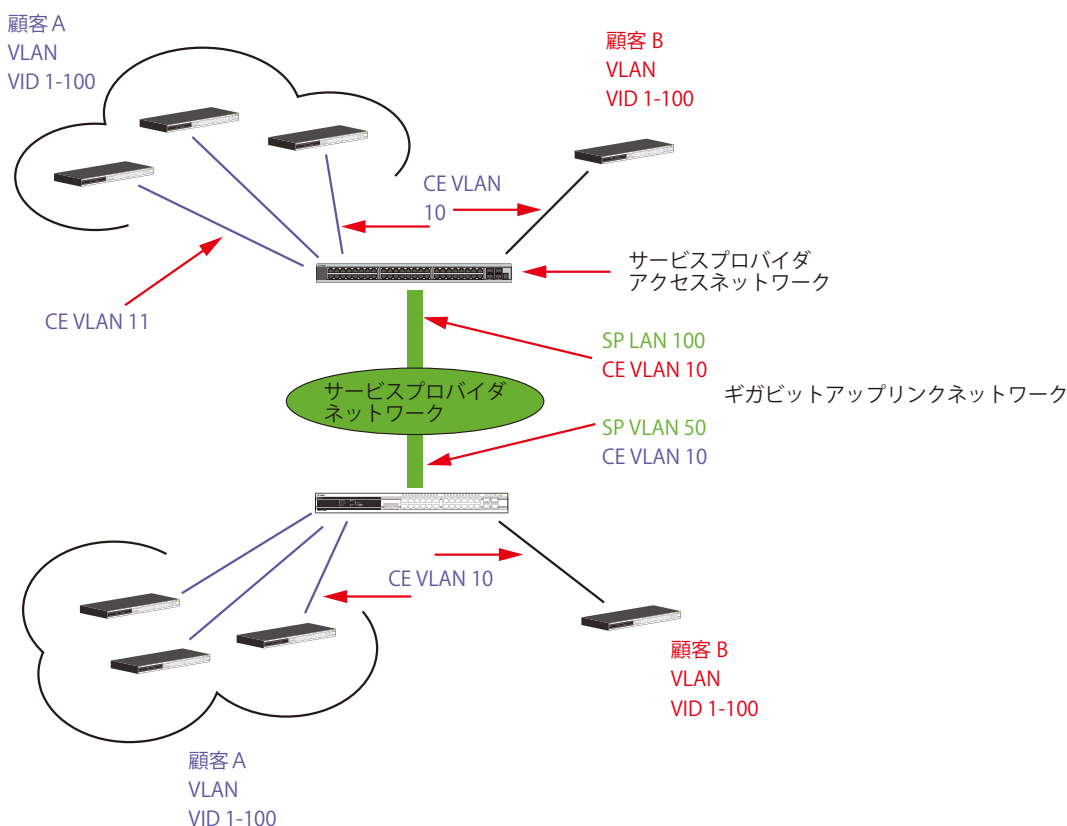 顧客 A
VLAN
VID 1-100
顧客 B
VLAN
VID 1-100
CE VLAN
10
サービスプロバイダ
アクセスネットワーク
CE VLAN 11
SP LAN 100
CE VLAN 10
サービスプロバイダ
ネットワーク
ギガビットアップリンクネットワーク
SP VLAN 50
CE VLAN 10
CE VLAN 10
顧客 B
VLAN
VID 1-100
顧客 A
VLAN
VID 1-100